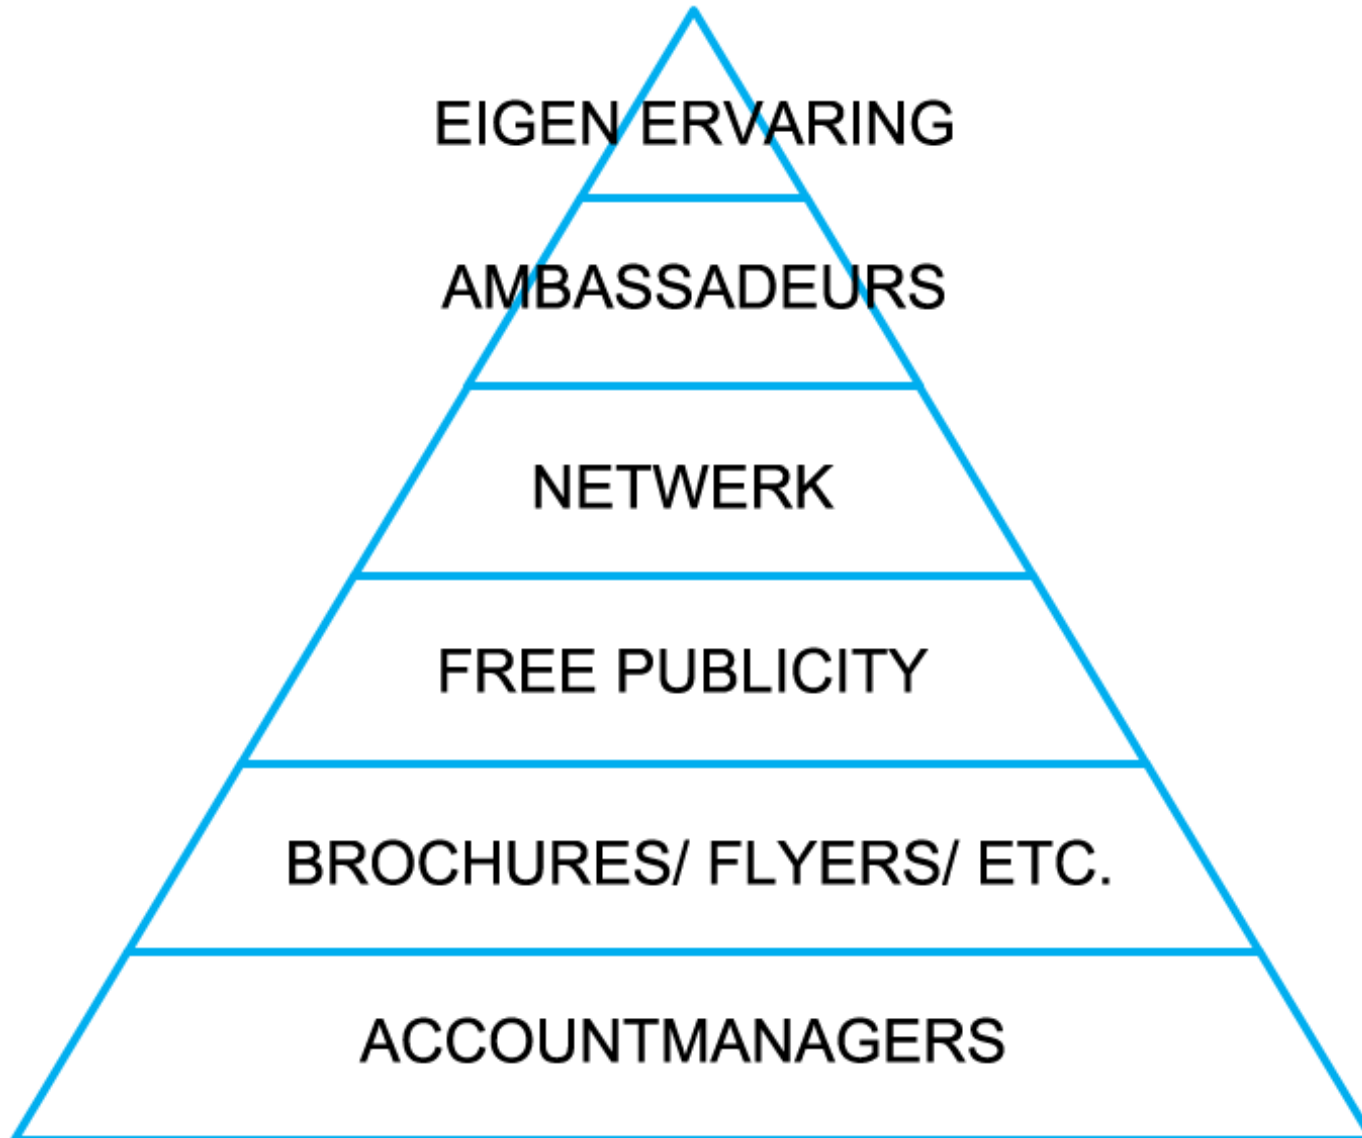 EIGEN ERVARING
AMBASSADEURS
NETWERK
FREE PUBLICITY
BROCHURES/ FLYERS/ ETC.
ACCOUNTMANAGERS